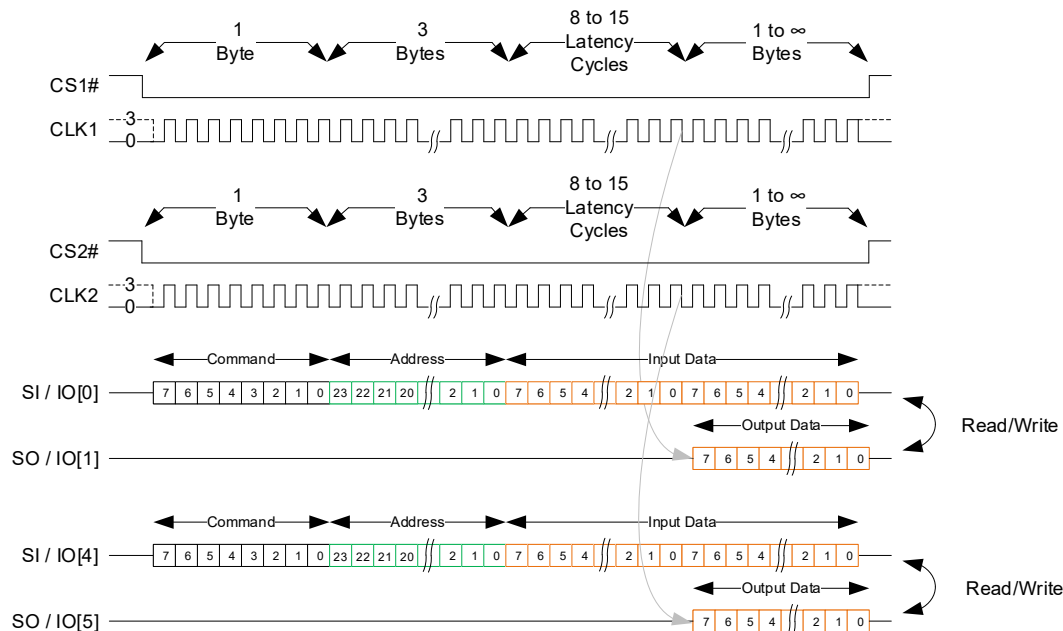 1 Byte
3 Bytes
8 to 15 Latency Cycles
1 to ∞ Bytes
CS1#
CLK1
3
0
1 Byte
3 Bytes
8 to 15 Latency Cycles
1 to ∞ Bytes
CS2#
CLK2
3
0
Command
Address
Input Data
SI / IO[0]
7 6 5 4 3 2 1 0 23 22 21 20 2 1 0 7 6 5 4 2 1 0 7 6 5 4 2 1 0
Read/Write
Output Data
SO / IO[1]
7 6 5 4 2 1 0
Command
Address
Input Data
SI / IO[4]
7 6 5 4 3 2 1 0 23 22 21 20 2 1 0 7 6 5 4 2 1 0 7 6 5 4 2 1 0
Read/Write
Output Data
SO / IO[5]
7 6 5 4 2 1 0